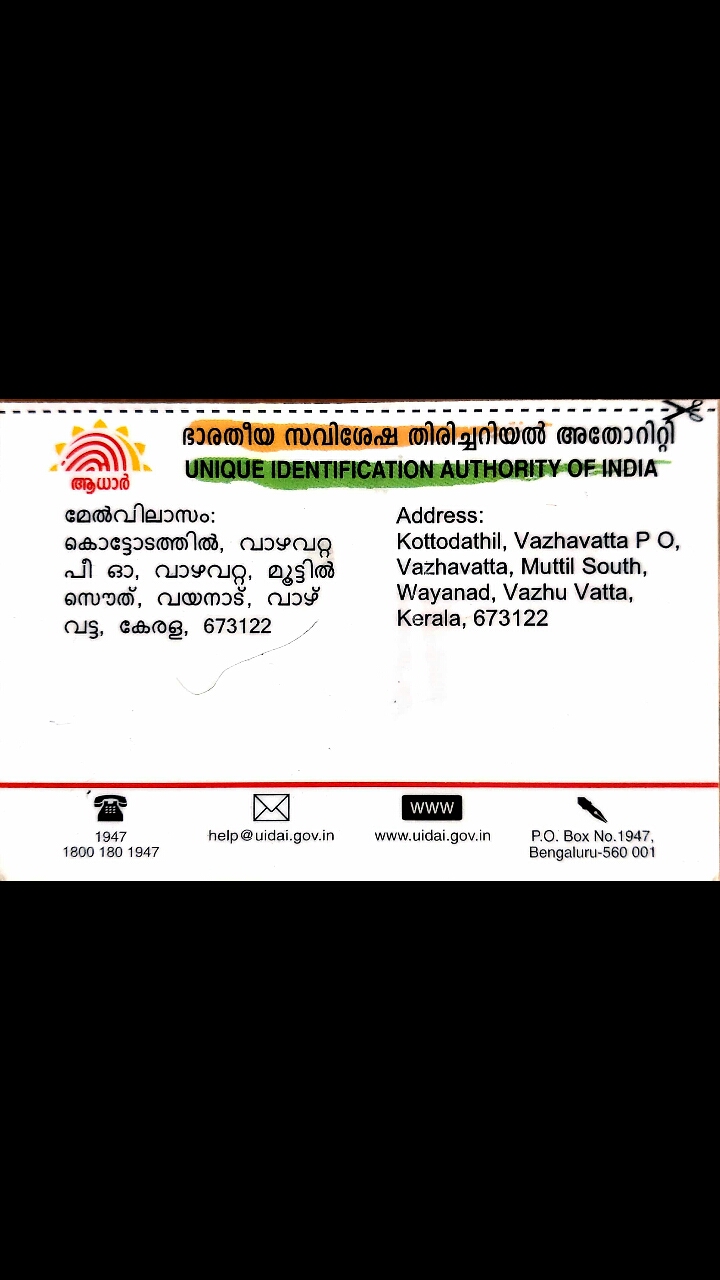 ഭാരതീയ സവിശേഷ തിരിച്ചറിയൽ അതോറിറ്റി
UNIQUE IDENTIFICATION AUTHORITY OF INDIA
ആധാർ
മേൽവിലാസം:
കൊട്ടോടത്തിൽ, വാഴവറ്റ
പീ ഓ, വാഴവറ്റ, മൂട്ടിൽ
സൌത്, വയനാട്, വാഴ്
വട്ട, കേരള, 673122
Address:
Kottodathil, Vazhavatta P O,
Vazhavatta, Muttil South,
Wayanad, Vazhu Vatta,
Kerala, 673122
1947
1800 180 1947
help@uidai.gov.in
WWW
www.uidai.gov.in
P.O. Box No.1947,
Bengaluru-560 001